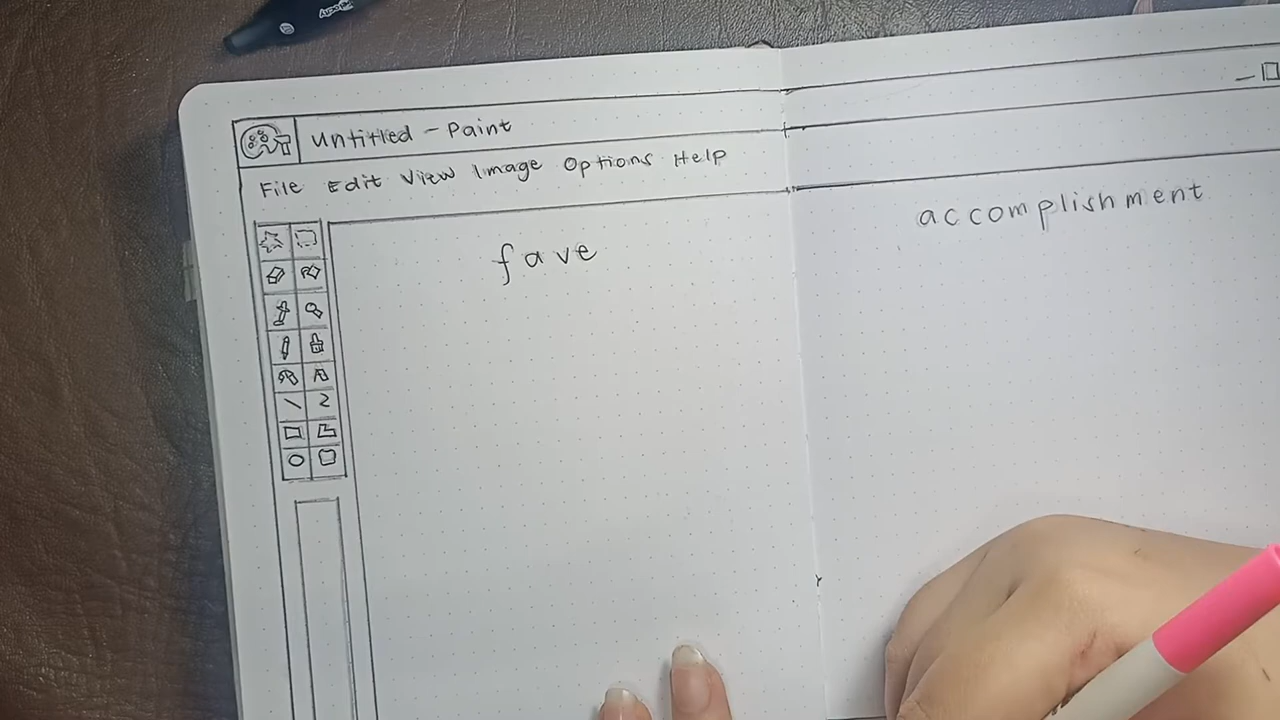 untitled - Paint
File Edit View Image Options Help
fave
accomplishment